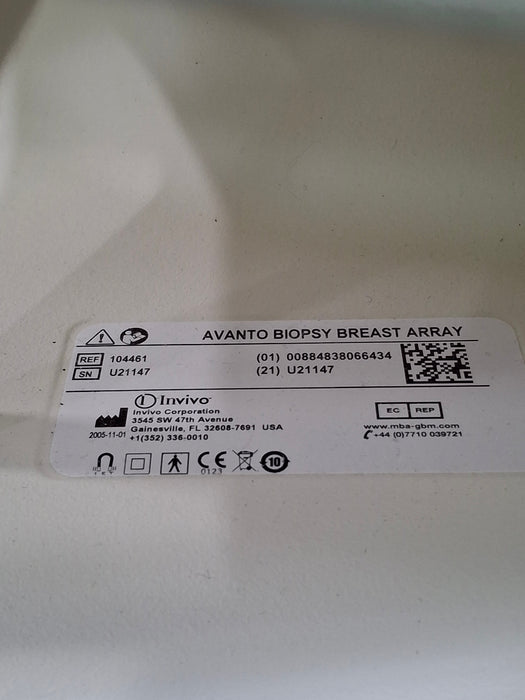 AVANTO BIOPSY BREAST ARRAY
REF 104461
(01) 00884838066434
SN U21147
(21) U21147
Invivo
Invivo Corporation
3545 SW 47th Avenue
Gainesville, FL 32608-7691 USA
+1(352) 336-0010
2005-11-01
EC REP
www.mba-gbm.com
+44 (0)7710 039721
CE
0123
10